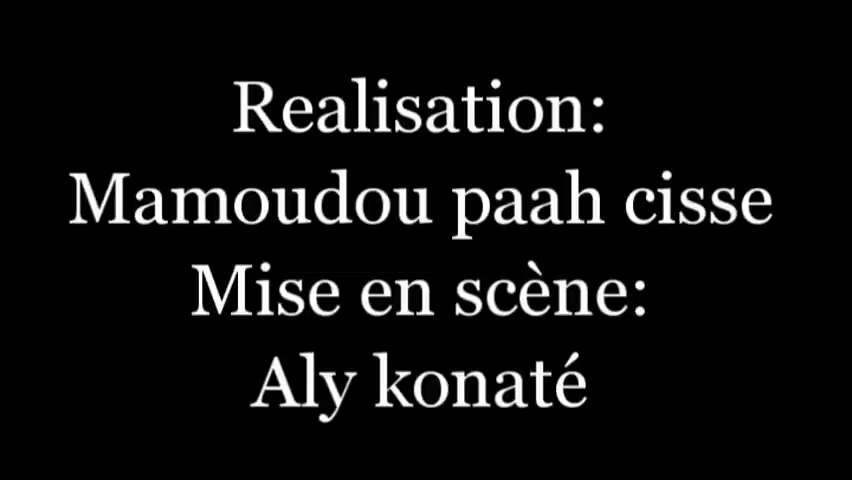 Realisation:
Mamoudou paah cisse
Mise en scène:
Aly konaté